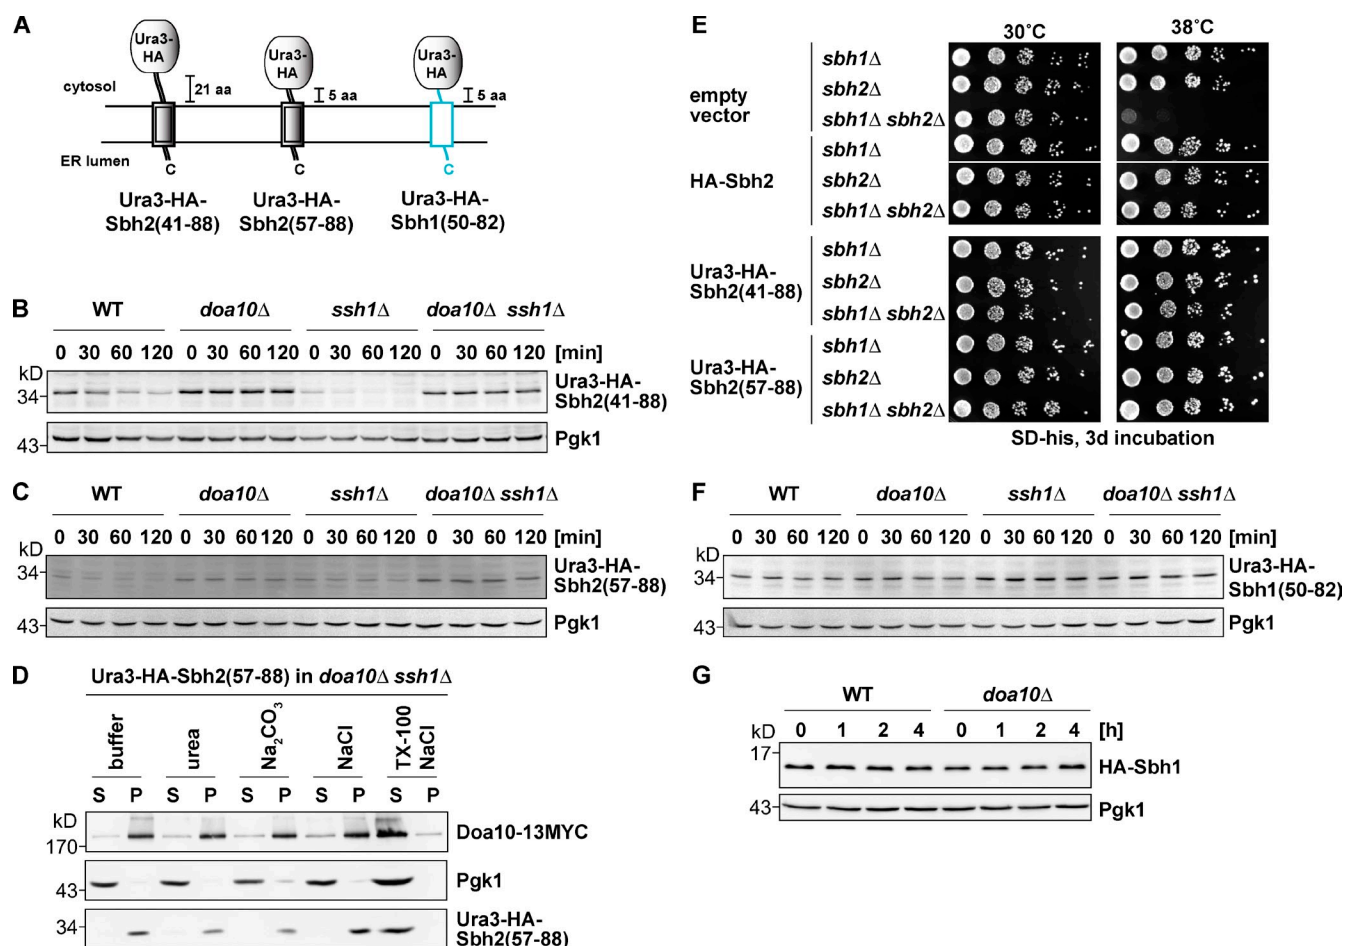 A
Ura3-
HA
Ura3-
HA
Ura3-
HA
cytosol
21 aa
5 aa
5 aa
ER lumen
C
C
C
Ura3-HA-
Sbh2(41-88)
Ura3-HA-
Sbh2(57-88)
Ura3-HA-
Sbh1(50-82)
B
WT doa10Δ ssh1Δ doa10Δ ssh1Δ
0 30 60 120 0 30 60 120 0 30 60 120 0 30 60 120 [min]
kD
34
Ura3-HA-
Sbh2(41-88)
43
Pgk1
C
WT doa10Δ ssh1Δ doa10Δ ssh1Δ
0 30 60 120 0 30 60 120 0 30 60 120 0 30 60 120 [min]
kD
34
Ura3-HA-
Sbh2(57-88)
43
Pgk1
D
Ura3-HA-Sbh2(57-88) in doa10Δ ssh1Δ
buffer
urea
Na₂CO₃
NaCl
TX-100
NaCl
S P S P S P S P S P
kD
170
Doa10-13MYC
43
Pgk1
34
Ura3-HA-
Sbh2(57-88)
E
30˚C 38˚C
empty
vector
sbh1Δ
sbh2Δ
sbh1Δ sbh2Δ
HA-Sbh2
sbh1Δ
sbh2Δ
sbh1Δ sbh2Δ
Ura3-HA-
Sbh2(41-88)
sbh1Δ
sbh2Δ
sbh1Δ sbh2Δ
Ura3-HA-
Sbh2(57-88)
sbh1Δ
sbh2Δ
sbh1Δ sbh2Δ
SD-his, 3d incubation
F
WT doa10Δ ssh1Δ doa10Δ ssh1Δ
0 30 60 120 0 30 60 120 0 30 60 120 0 30 60 120 [min]
kD
34
Ura3-HA-
Sbh1(50-82)
43
Pgk1
G
WT doa10Δ
0 1 2 4 0 1 2 4 [h]
kD
17
HA-Sbh1
43
Pgk1